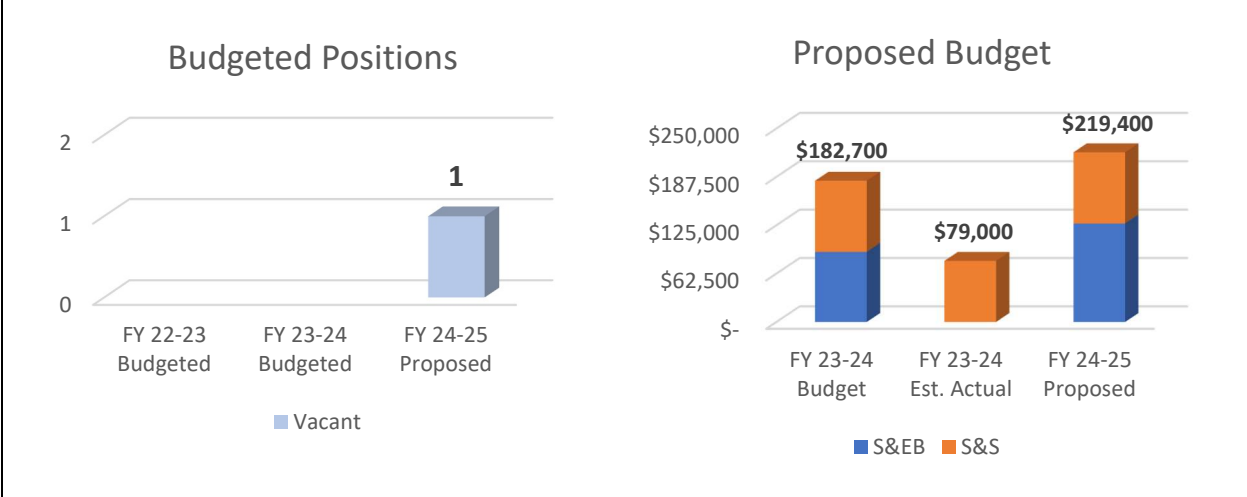 Budgeted Positions
2
1
0
1
FY 22-23
Budgeted
FY 23-24
Budgeted
FY 24-25
Proposed
Vacant
Proposed Budget
$250,000
$187,500
$125,000
$62,500
$-
$182,700
$79,000
$219,400
FY 23-24
Budget
FY 23-24
Est. Actual
FY 24-25
Proposed
S&EB S&S